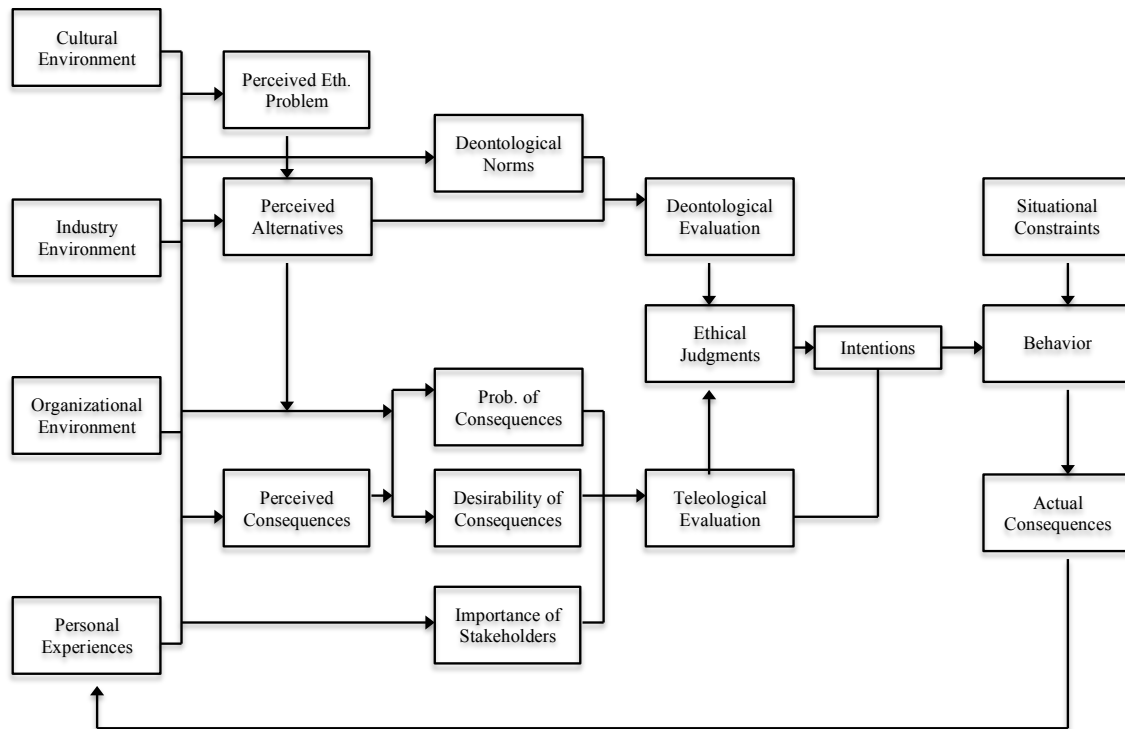 Cultural
Environment
Perceived Eth.
Problem
Deontological
Norms
Industry
Environment
Perceived
Alternatives
Deontological
Evaluation
Situational
Constraints
Ethical
Judgments
Intentions
Behavior
Organizational
Environment
Prob. of
Consequences
Perceived
Consequences
Desirability of
Consequences
Teleological
Evaluation
Actual
Consequences
Personal
Experiences
Importance of
Stakeholders